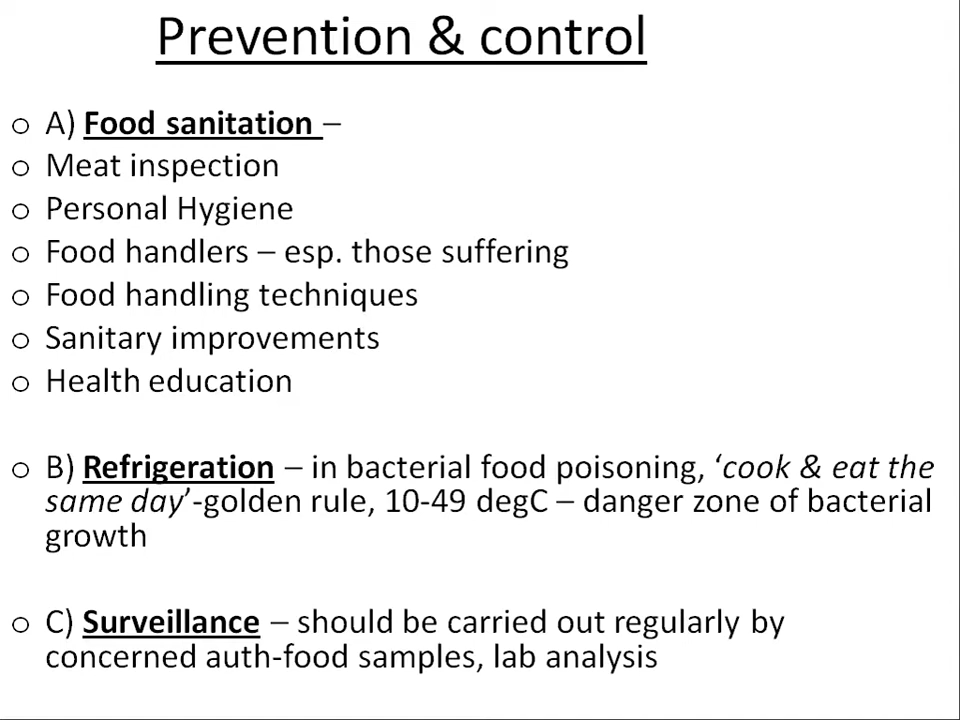 Prevention & control
o A) Food sanitation –
o Meat inspection
o Personal Hygiene
o Food handlers – esp. those suffering
o Food handling techniques
o Sanitary improvements
o Health education
o B) Refrigeration – in bacterial food poisoning, ‘cook & eat the
same day’-golden rule, 10-49 degC – danger zone of bacterial
growth
o C) Surveillance – should be carried out regularly by
concerned auth-food samples, lab analysis